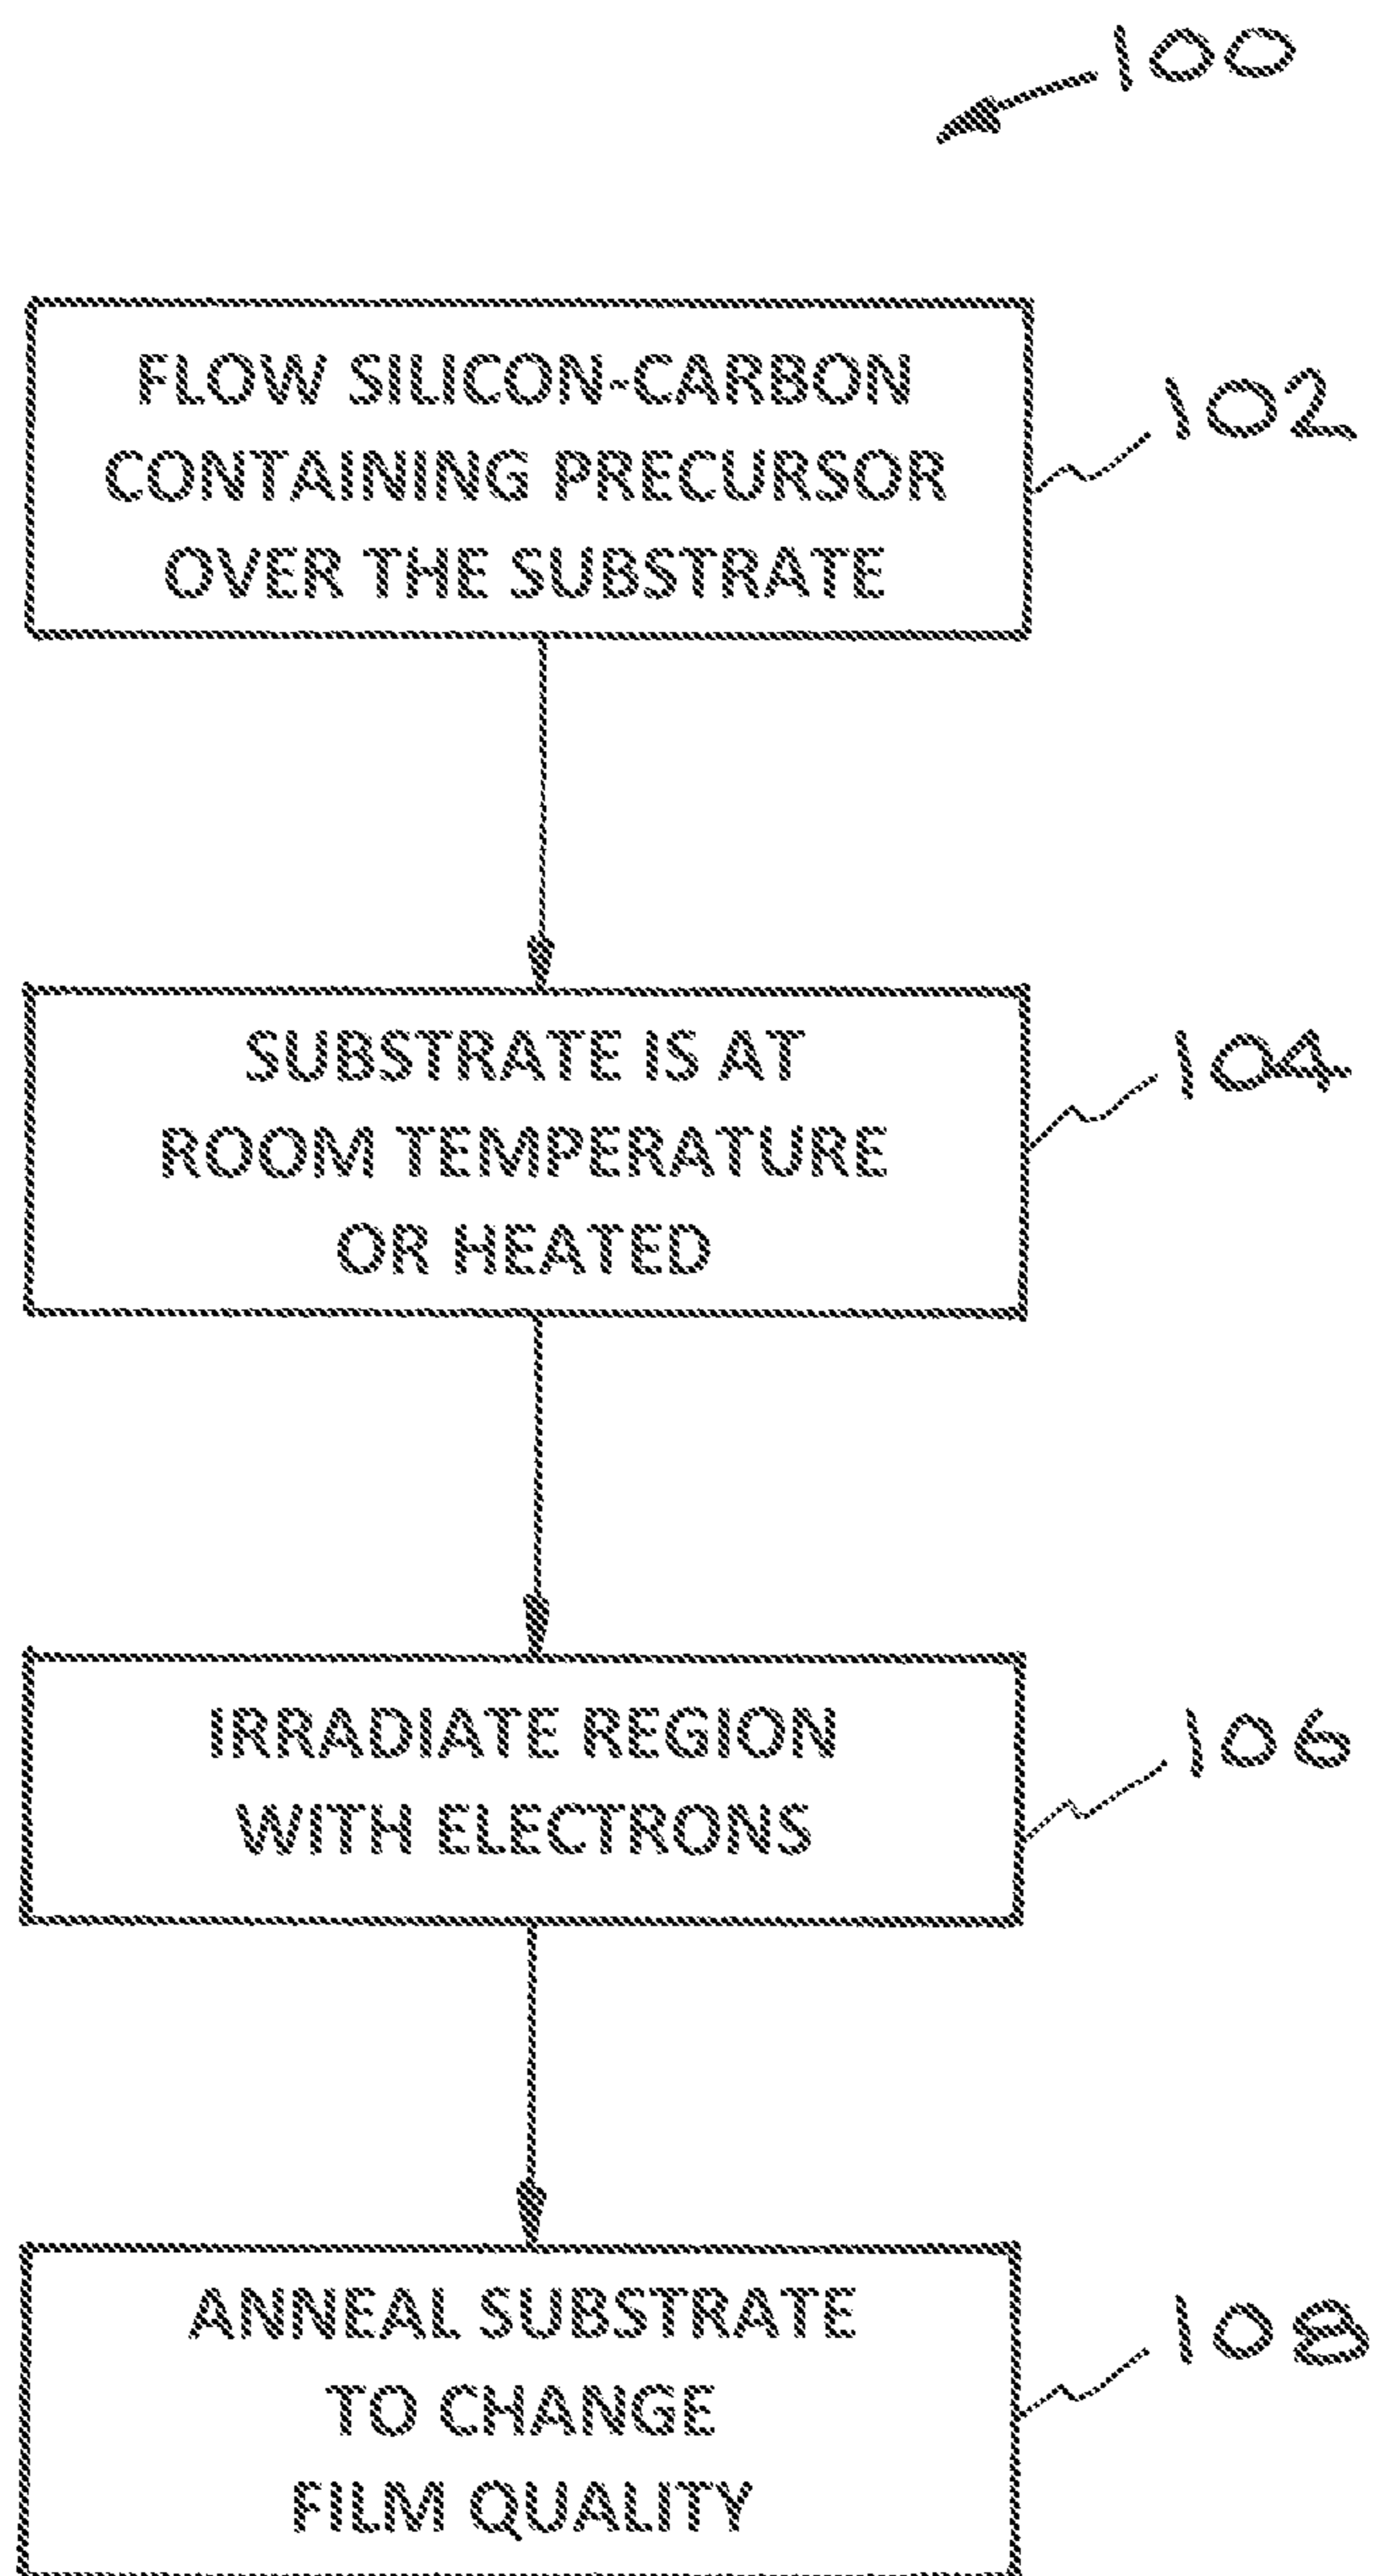 100
FLOW SILICON-CARBON
CONTAINING PRECURSOR
OVER THE SUBSTRATE
102
SUBSTRATE IS AT
ROOM TEMPERATURE
OR HEATED
104
IRRADIATE REGION
WITH ELECTRONS
106
ANNEAL SUBSTRATE
TO CHANGE
FILM QUALITY
108